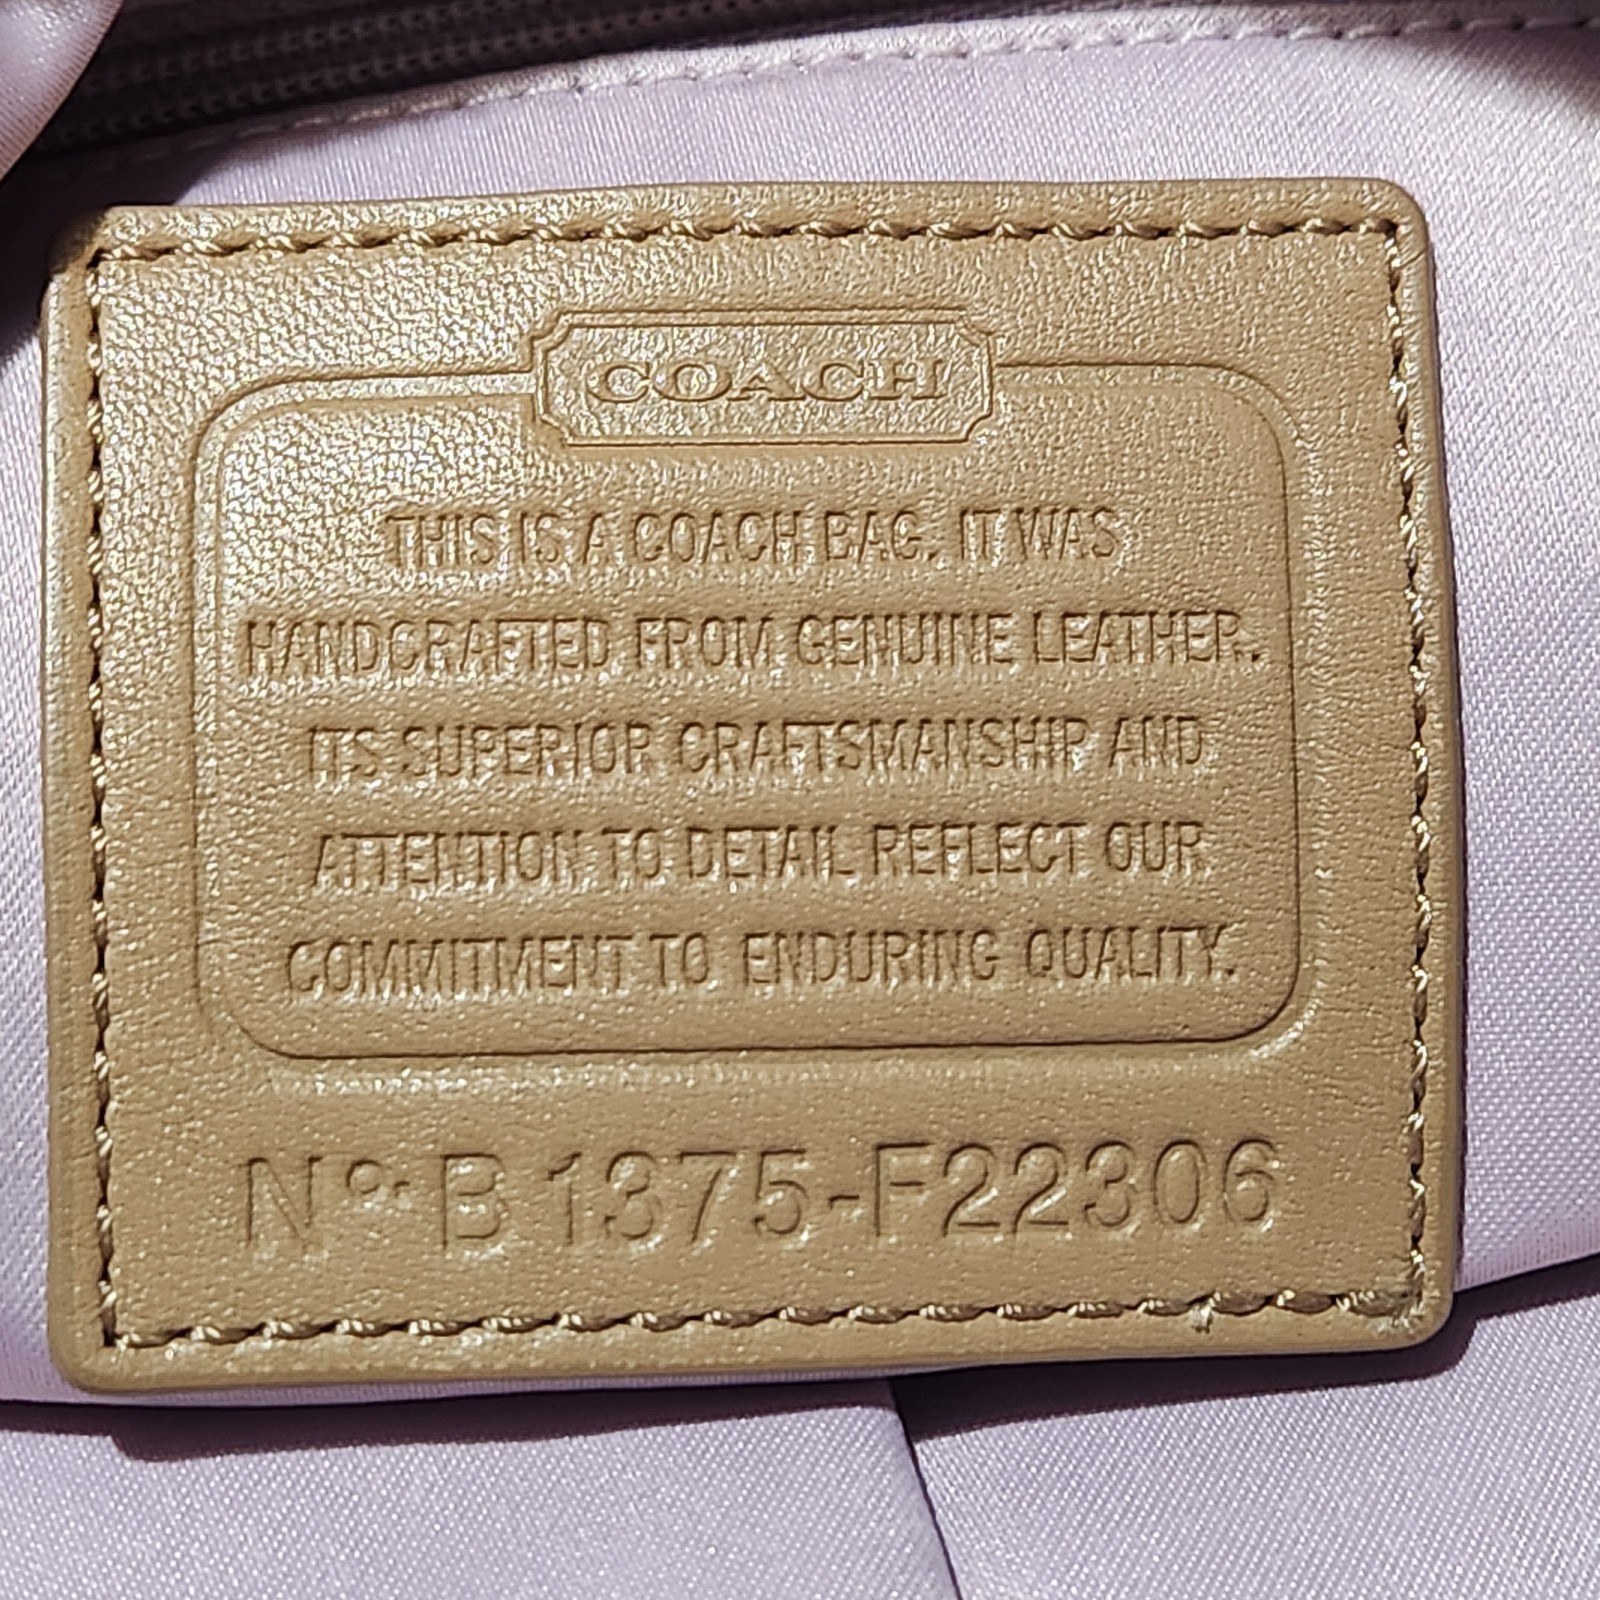 COACH
THIS IS A COACH BAG. IT WAS
HANDCRAFTED FROM GENUINE LEATHER.
ITS SUPERIOR CRAFTSMANSHIP AND
ATTENTION TO DETAIL REFLECT OUR
COMMITMENT TO ENDURING QUALITY.
Nº· B1375-F22306